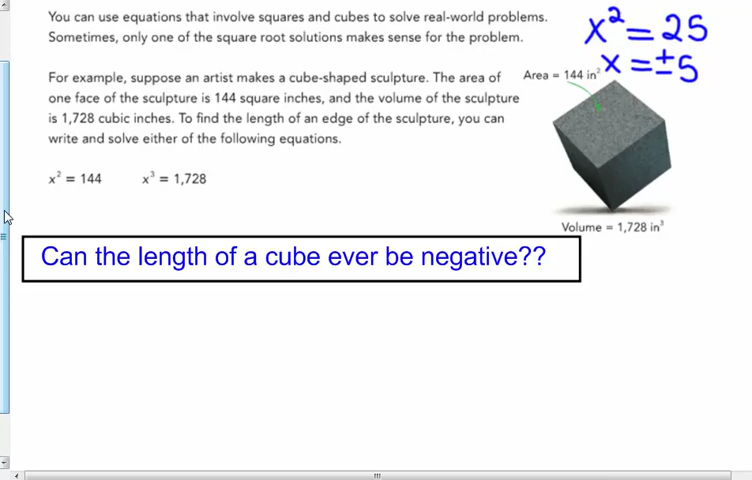 You can use equations that involve squares and cubes to solve real-world problems.
Sometimes, only one of the square root solutions makes sense for the problem.
x² = 25
x = ±5
For example, suppose an artist makes a cube-shaped sculpture. The area of
one face of the sculpture is 144 square inches, and the volume of the sculpture
is 1,728 cubic inches. To find the length of an edge of the sculpture, you can
write and solve either of the following equations.
Area = 144 in²
x² = 144 x³ = 1,728
Volume = 1,728 in³
Can the length of a cube ever be negative??